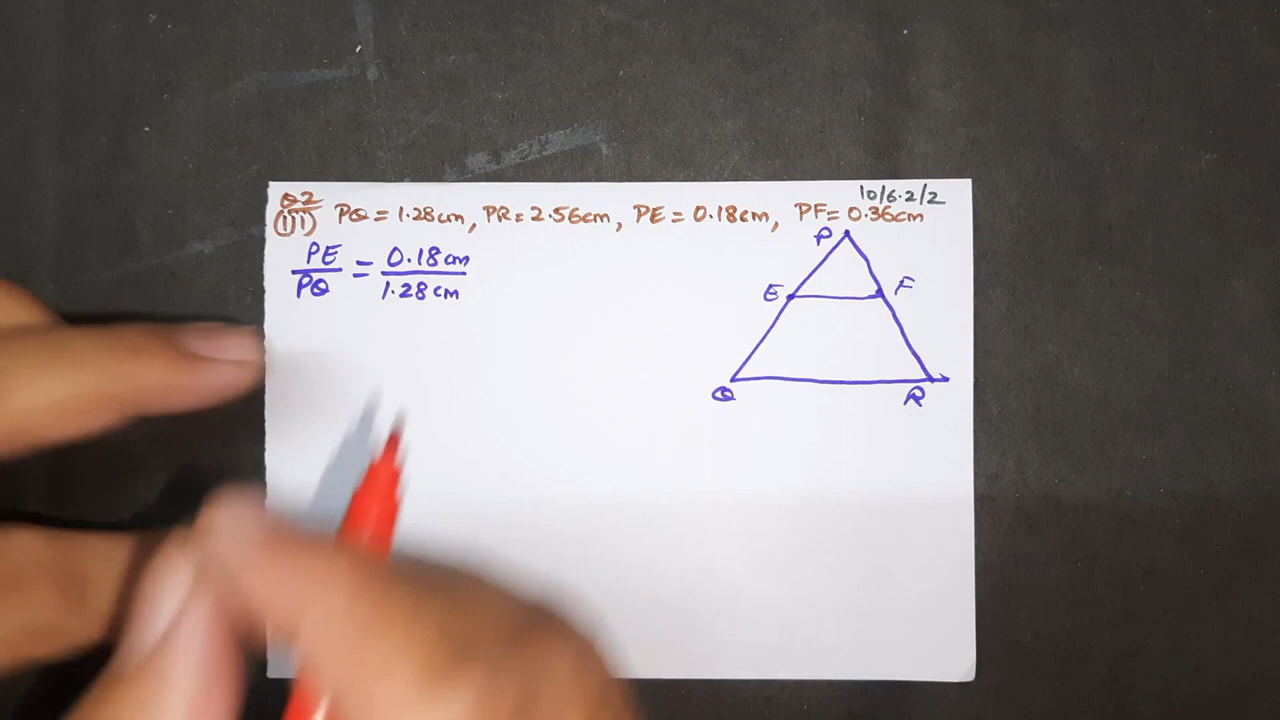 10/6.2/2
Q2
(iii) PQ = 1.28cm, PR = 2.56cm, PE = 0.18cm, PF = 0.36cm
PE/PQ = 0.18cm/1.28cm
P
E F
Q R